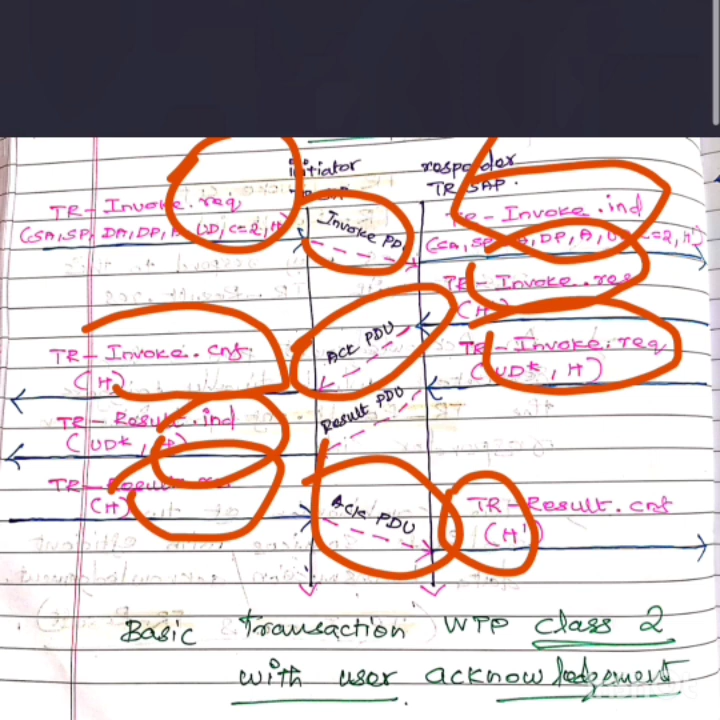 initiator responder
TR-SAP.
TR-Invoke.req Invoke PDU TR-Invoke.ind
(SA, SP, DA, DP, A, UD, C=2, H) (SA, SP, DA, DP, A, UD, C=2, H')
TR-Invoke.res
(H')
TR-Invoke.cnf Ack PDU TR-Invoke.req
(H) (UD*, H)
TR-Result.ind Result PDU
(UD*, H)
TR-Result.res Ack PDU TR-Result.cnf
(H) (H')
Basic Transaction WTP Class 2
with user acknowledgement